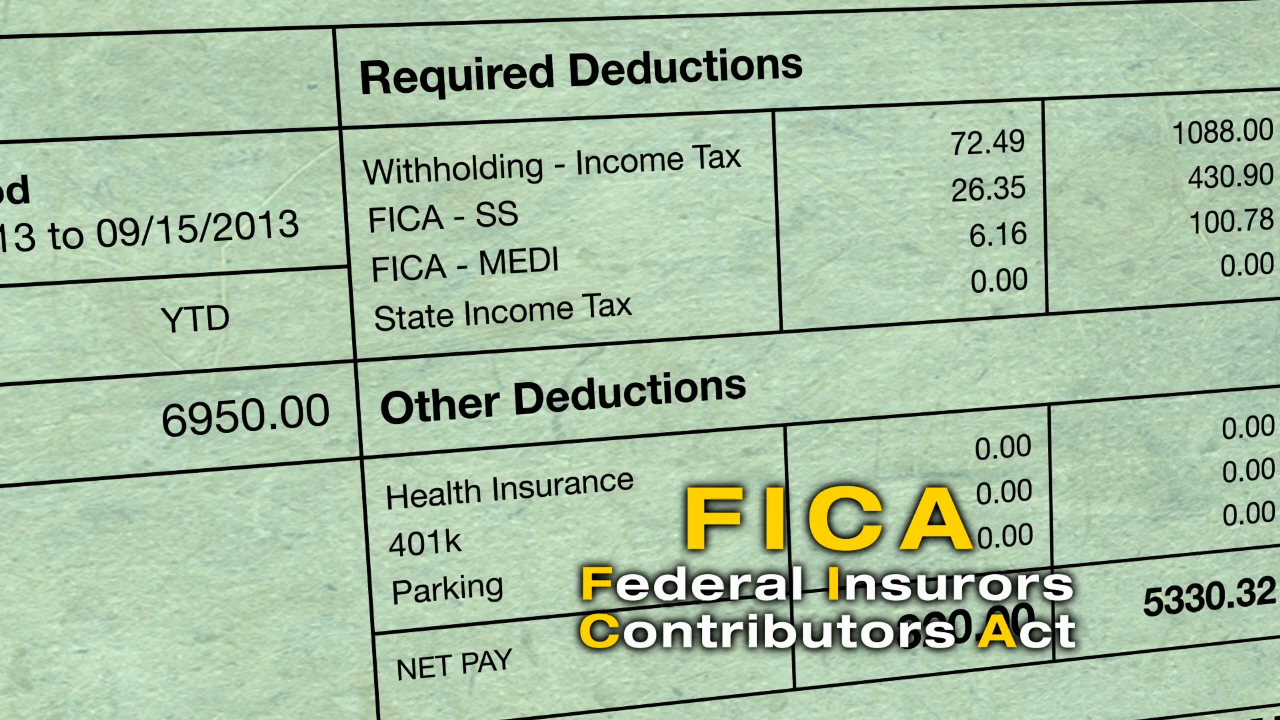 Required Deductions
Withholding - Income Tax 72.49 1088.00
FICA - SS 26.35 430.90
FICA - MEDI 6.16 100.78
State Income Tax 0.00 0.00
od
13 to 09/15/2013
YTD
6950.00
Other Deductions
Health Insurance 0.00 0.00
401k 0.00 0.00
Parking 0.00 0.00
NET PAY 5330.32
FICA
Federal Insurors
Contributors Act